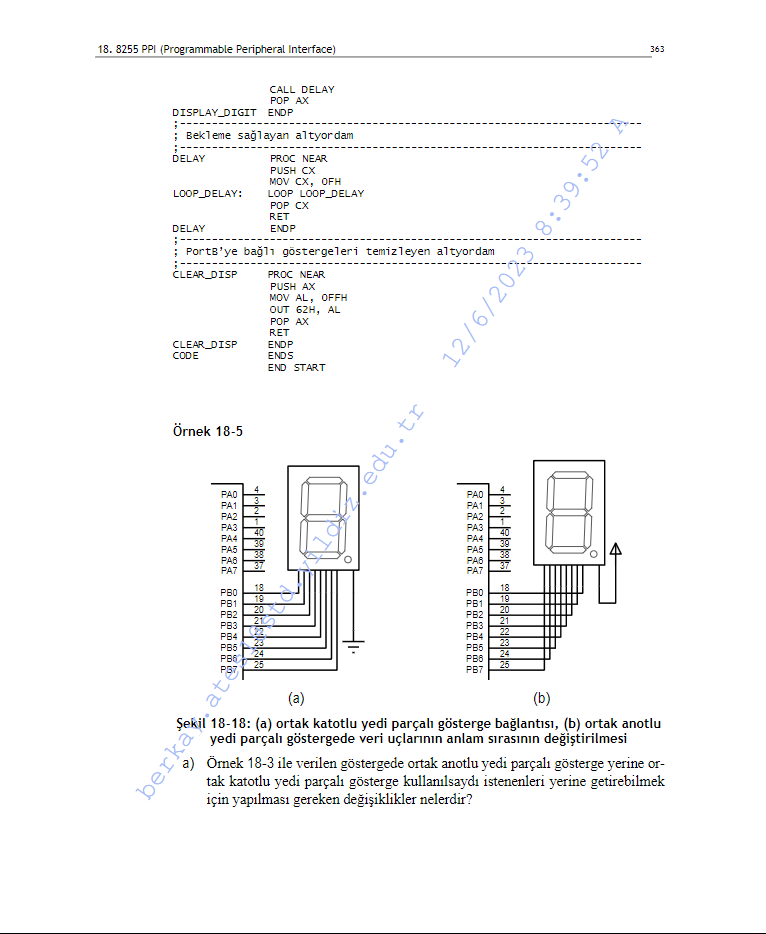 18. 8255 PPI (Programmable Peripheral Interface) 363
CALL DELAY
POP AX
DISPLAY_DIGIT ENDP
;------------------------------------------------------------
; Bekleme sağlayan altyordam
;------------------------------------------------------------
DELAY PROC NEAR
PUSH CX
MOV CX, 0FH
LOOP_DELAY: LOOP LOOP_DELAY
POP CX
RET
DELAY ENDP
;------------------------------------------------------------
; PortB'ye bağlı göstergeleri temizleyen altyordam
;------------------------------------------------------------
CLEAR_DISP PROC NEAR
PUSH AX
MOV AL, 0FFH
OUT 62H, AL
POP AX
RET
CLEAR_DISP ENDP
CODE ENDS
END START
Örnek 18-5
PA0 4
PA1 3
PA2 2
PA3 1
PA4 40
PA5 39
PA6 38
PA7 37
PB0 18
PB1 19
PB2 20
PB3 21
PB4 22
PB5 23
PB6 24
PB7 25
(a)
PA0 4
PA1 3
PA2 2
PA3 1
PA4 40
PA5 39
PA6 38
PA7 37
PB0 18
PB1 19
PB2 20
PB3 21
PB4 22
PB5 23
PB6 24
PB7 25
(b)
Şekil 18-18: (a) ortak katotlu yedi parçalı gösterge bağlantısı, (b) ortak anotlu
yedi parçalı göstergede veri uçlarının anlam sırasının değiştirilmesi
a) Örnek 18-3 ile verilen göstergede ortak anotlu yedi parçalı gösterge yerine or-
tak katotlu yedi parçalı gösterge kullanılsaydı istenenleri yerine getirebilmek
için yapılması gereken değişiklikler nelerdir?
12/6/2023 8:39:52 A